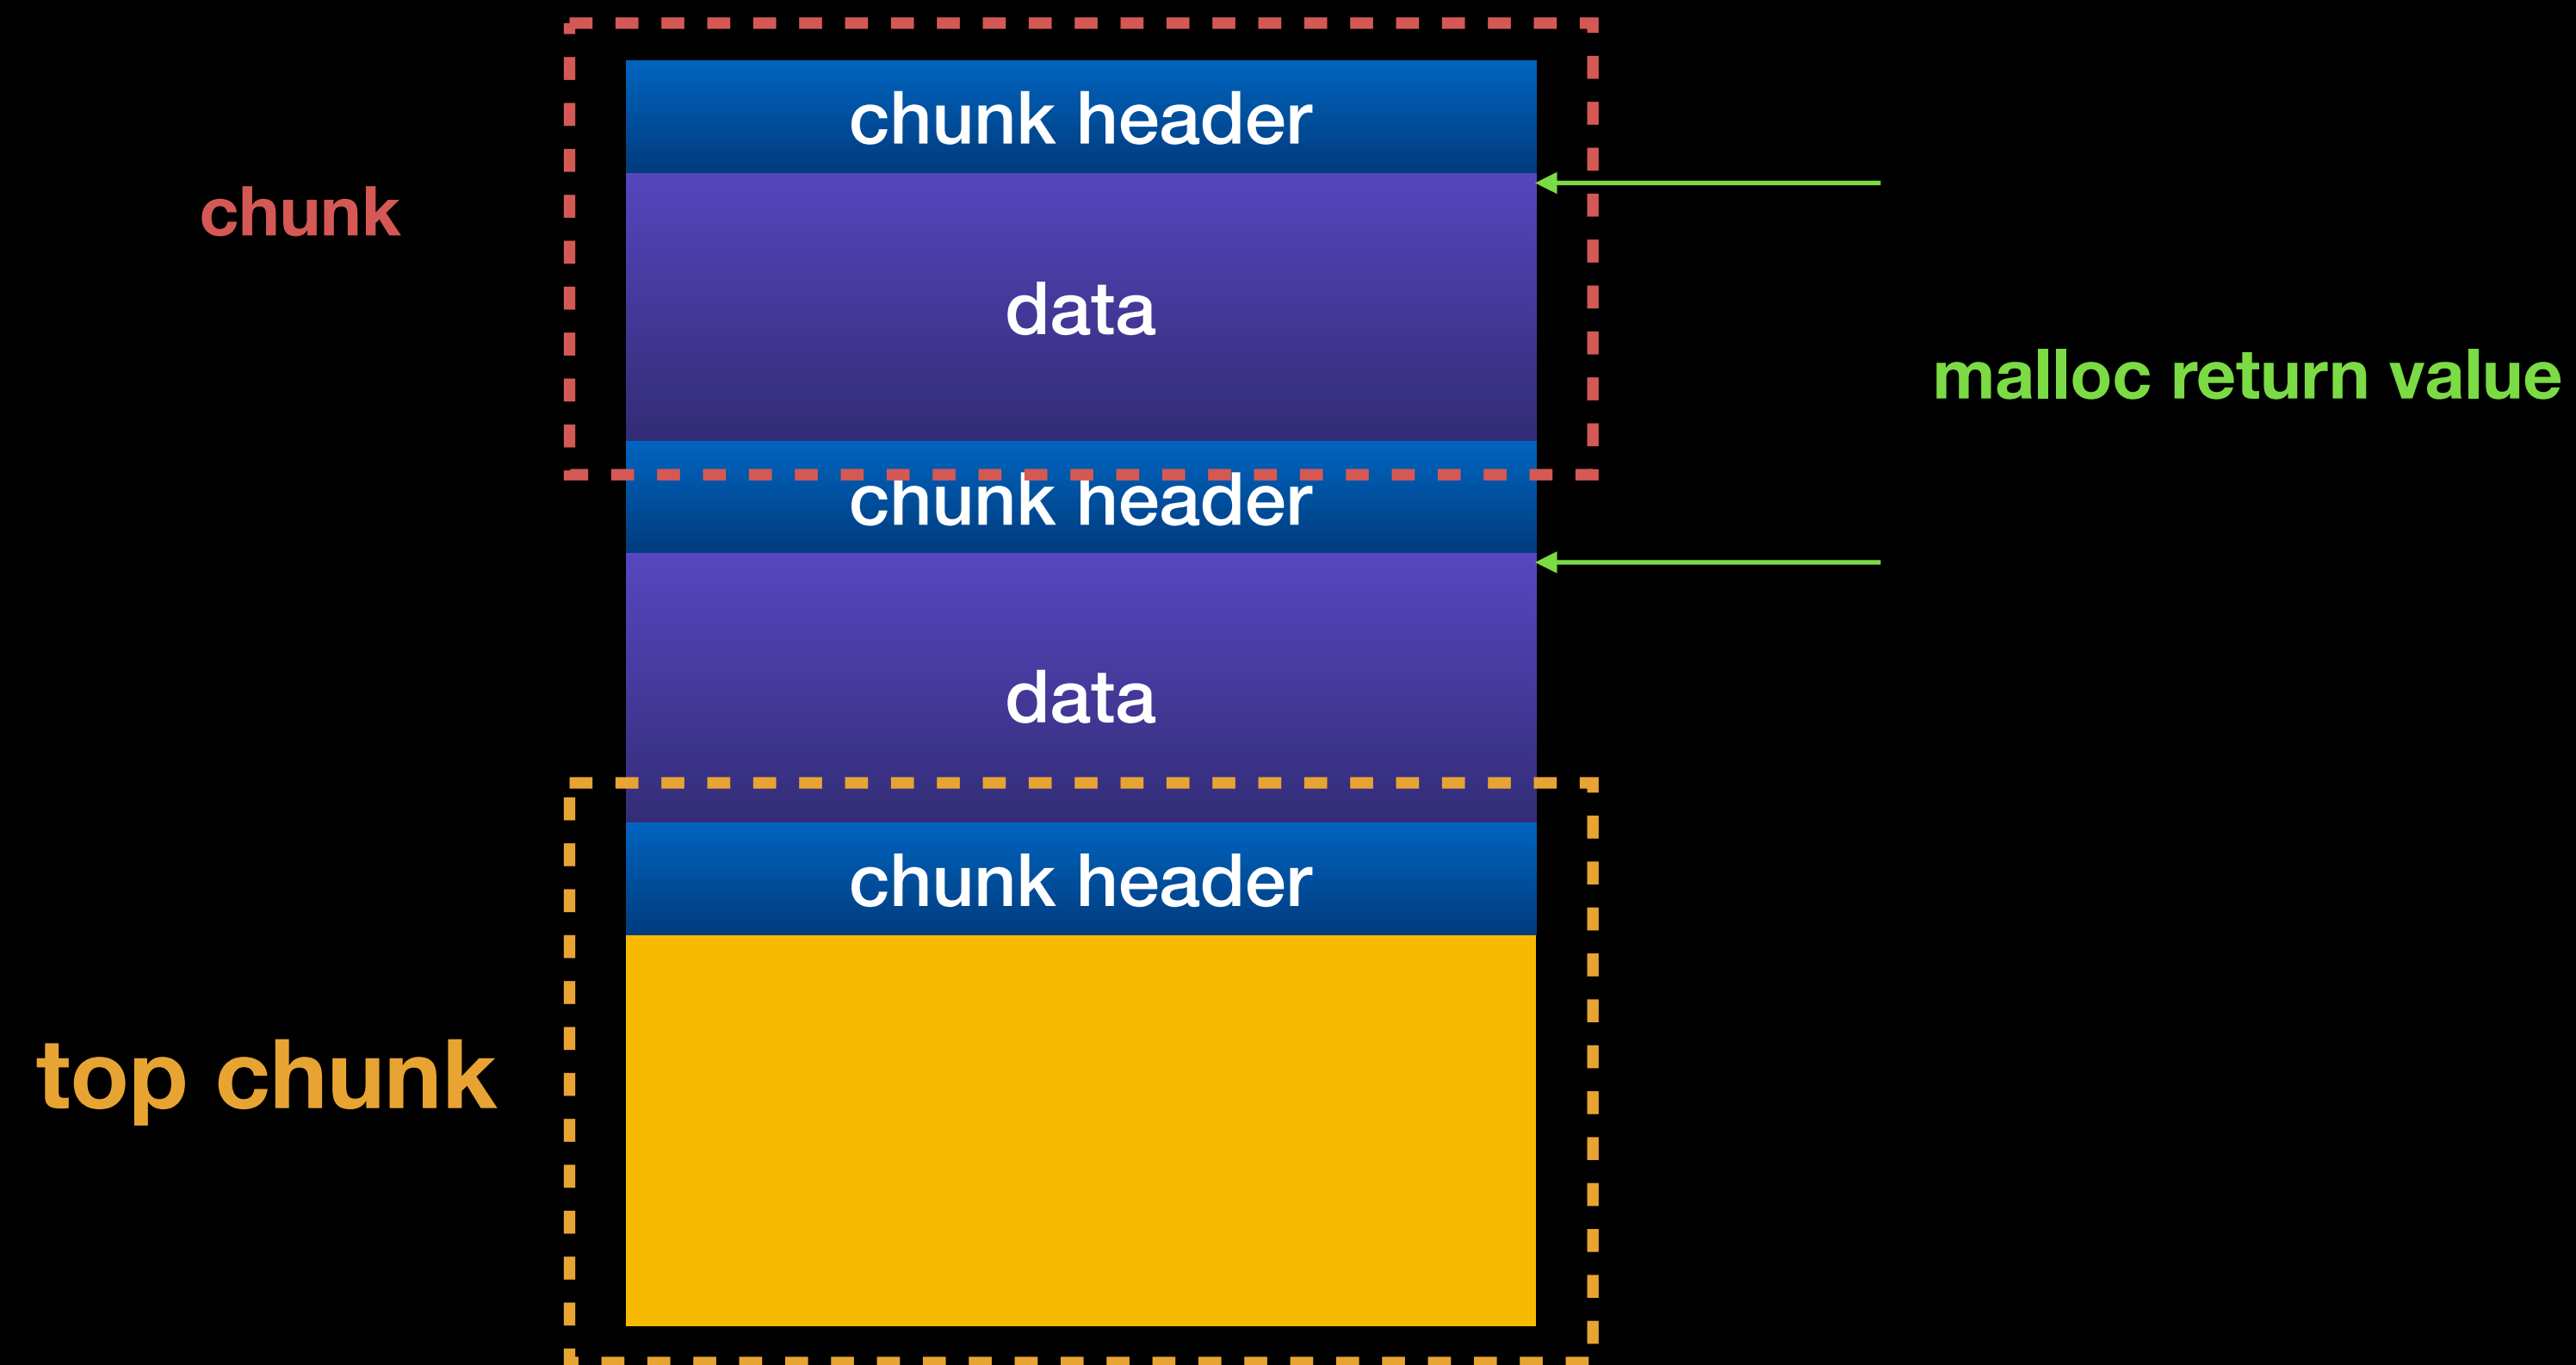 chunk header
chunk
data
malloc return value
chunk header
data
chunk header
top chunk